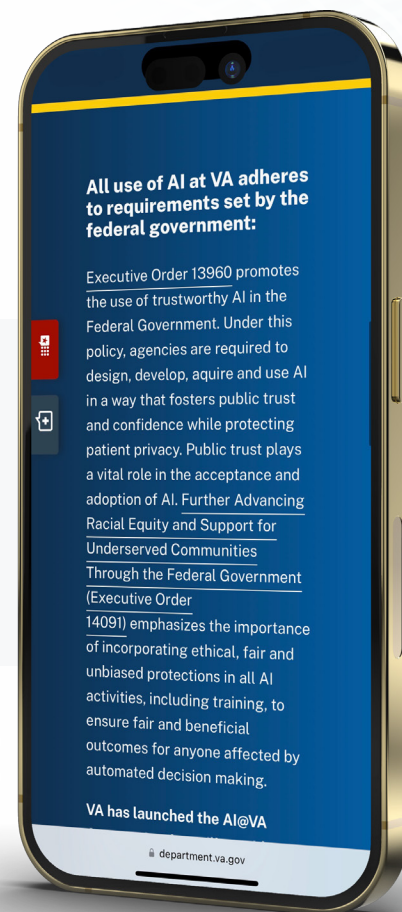 All use of AI at VA adheres
to requirements set by the
federal government:
Executive Order 13960 promotes
the use of trustworthy AI in the
Federal Government. Under this
policy, agencies are required to
design, develop, aquire and use AI
in a way that fosters public trust
and confidence while protecting
patient privacy. Public trust plays
a vital role in the acceptance and
adoption of AI. Further Advancing
Racial Equity and Support for
Underserved Communities
Through the Federal Government
(Executive Order
14091) emphasizes the importance
of incorporating ethical, fair and
unbiased protections in all AI
activities, including training, to
ensure fair and beneficial
outcomes for anyone affected by
automated decision making.
VA has launched the AI@VA
department.va.gov